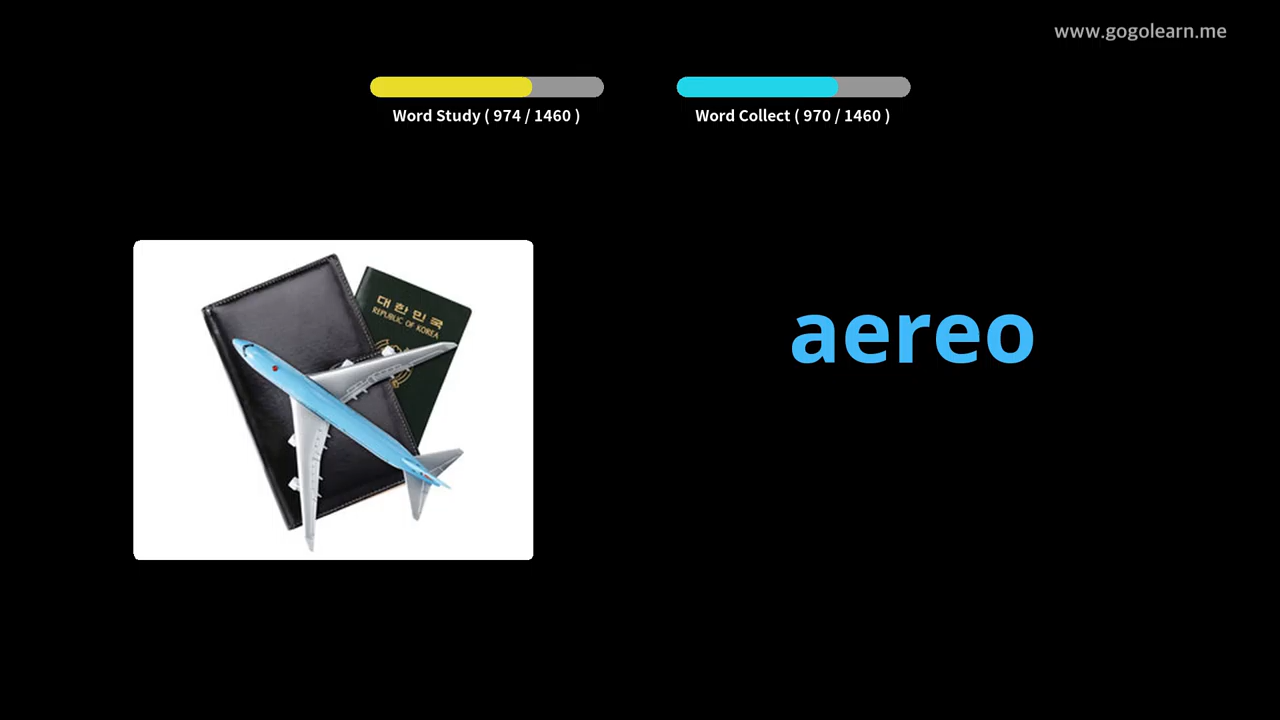 www.gogolearn.me
Word Study ( 974 / 1460 )
Word Collect ( 970 / 1460 )
대한민국
REPUBLIC OF KOREA
aereo